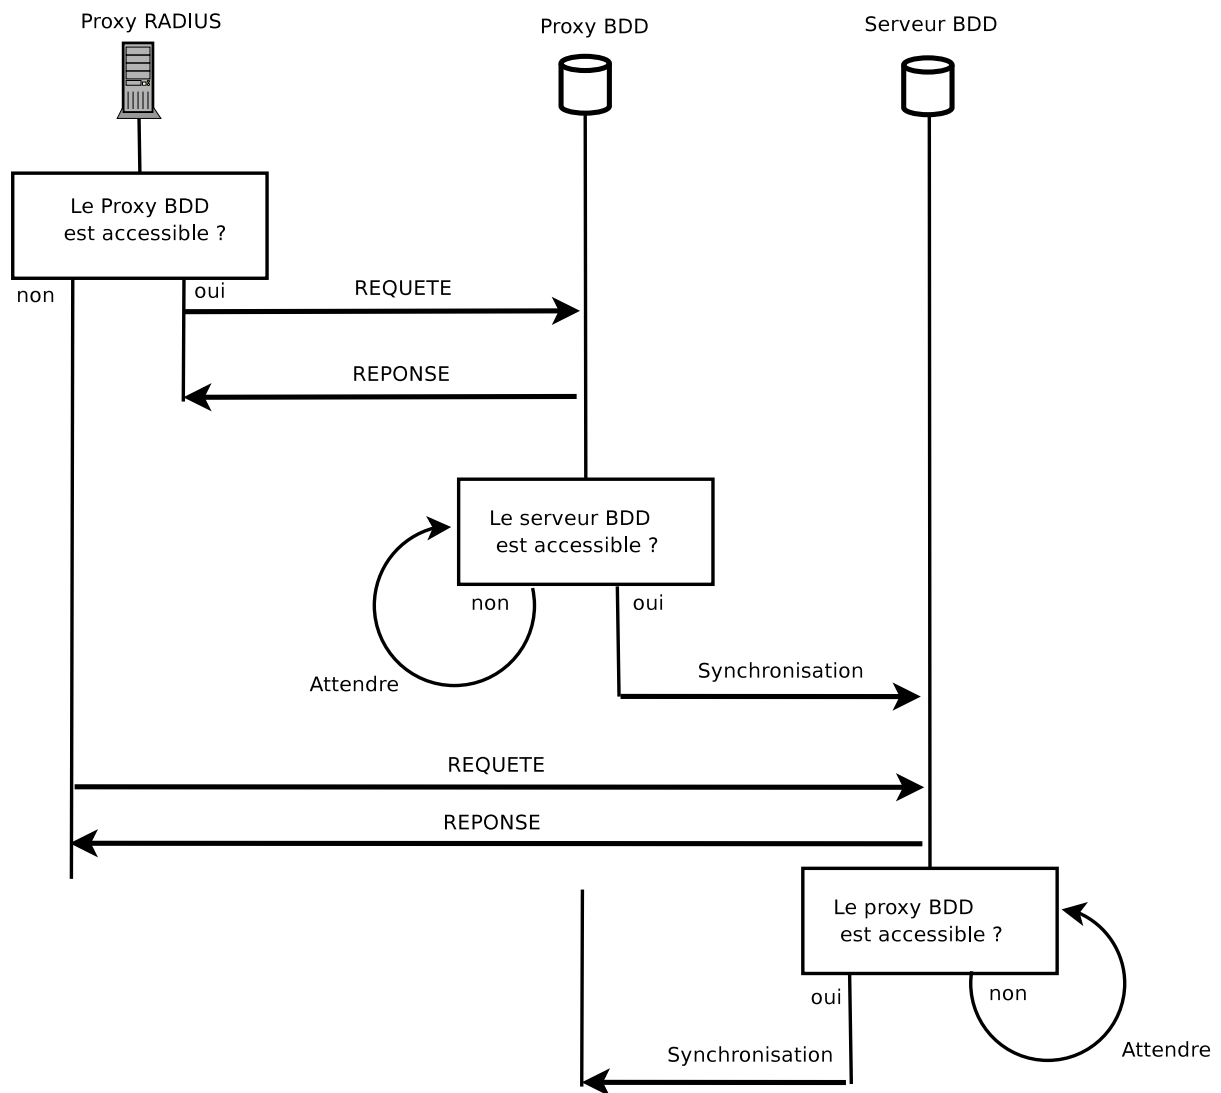 Proxy RADIUS
Proxy BDD
Serveur BDD
Le Proxy BDD
est accessible ?
non
oui
REQUETE
REPONSE
Le serveur BDD
est accessible ?
non
oui
Attendre
Synchronisation
REQUETE
REPONSE
Le proxy BDD
est accessible ?
oui
non
Attendre
Synchronisation